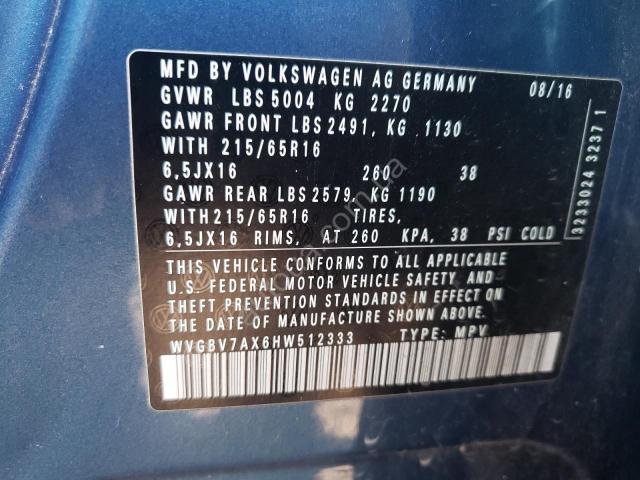 MFD BY VOLKSWAGEN AG GERMANY 08/16
GVWR LBS 5004 KG 2270
GAWR FRONT LBS 2491, KG 1130
WITH 215/65R16
6,5JX16 260 38
GAWR REAR LBS 2579, KG 1190
WITH 215/65R16 TIRES,
6,5JX16 RIMS, AT 260 KPA, 38 PSI COLD
THIS VEHICLE CONFORMS TO ALL APPLICABLE
U.S. FEDERAL MOTOR VEHICLE SAFETY AND
THEFT PREVENTION STANDARDS IN EFFECT ON
THE DATE OF MANUFACTURE SHOWN ABOVE.
WVGBV7AX6HW512333 TYPE X: MPV
3233024 3237 1